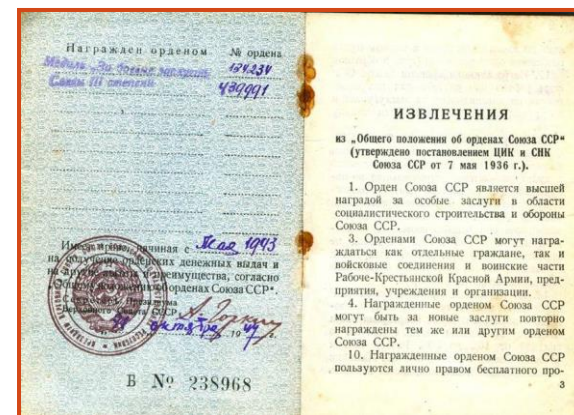 Награжден орденом
№ ордена
Медаль „За боевые заслуги
184234
Славы III степени
439991
Имеет право, начиная с Мая 1943
на получение орденских денежных выдач и
на другие льготы и преимущества, согласно
„Общему положению об орденах Союза ССР“.
Секретарь Президиума
Верховного Совета СССР
октября 1944 г.
Б № 238968
ИЗВЛЕЧЕНИЯ
из „Общего положения об орденах Союза ССР“
(утверждено постановлением ЦИК и СНК
Союза ССР от 7 мая 1936 г.).
1. Орден Союза ССР является высшей
наградой за особые заслуги в области
социалистического строительства и обороны
Союза ССР.
3. Орденами Союза ССР могут награ-
ждаться как отдельные граждане, так и
войсковые соединения и воинские части
Рабоче-Крестьянской Красной Армии, пред-
приятия, учреждения и организации.
4. Награжденные орденом Союза ССР
могут быть за новые заслуги повторно
награждены тем же или другим орденом
Союза ССР.
10. Награжденные орденом Союза ССР
пользуются лично правом бесплатного про-
3